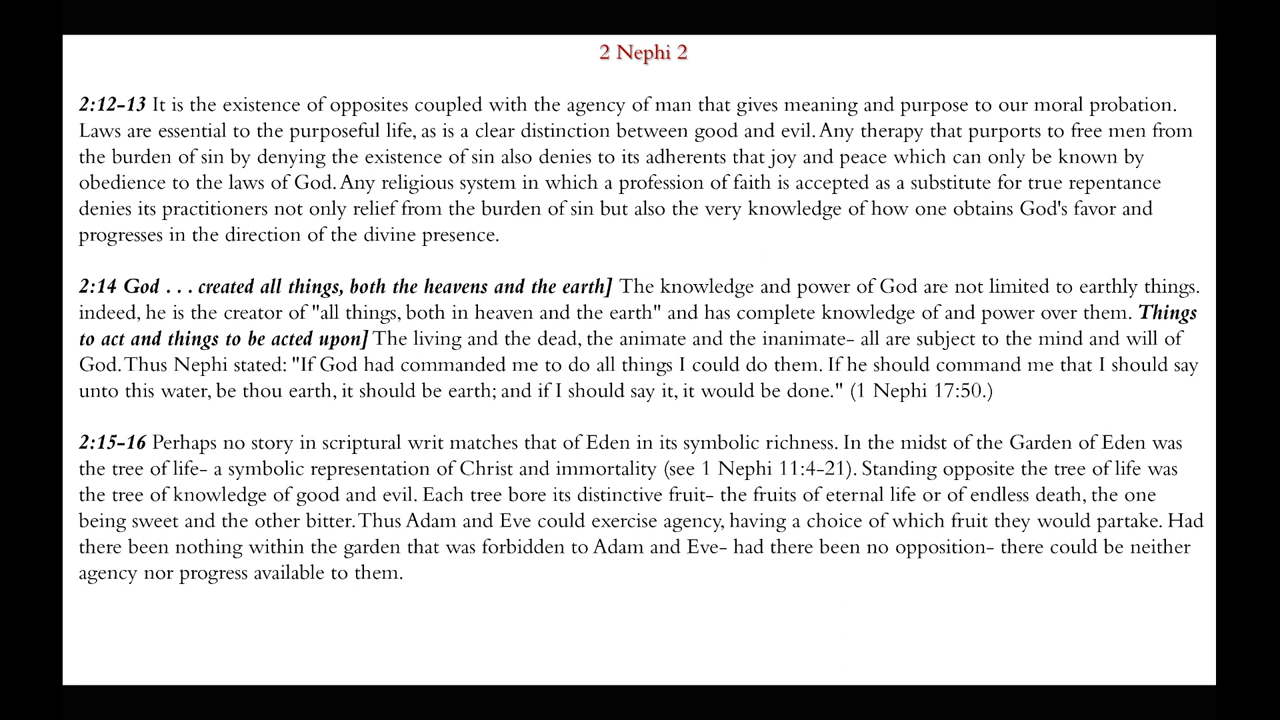 2 Nephi 2
2:12-13 It is the existence of opposites coupled with the agency of man that gives meaning and purpose to our moral probation.
Laws are essential to the purposeful life, as is a clear distinction between good and evil. Any therapy that purports to free men from
the burden of sin by denying the existence of sin also denies to its adherents that joy and peace which can only be known by
obedience to the laws of God. Any religious system in which a profession of faith is accepted as a substitute for true repentance
denies its practitioners not only relief from the burden of sin but also the very knowledge of how one obtains God's favor and
progresses in the direction of the divine presence.
2:14 God . . . created all things, both the heavens and the earth] The knowledge and power of God are not limited to earthly things.
indeed, he is the creator of "all things, both in heaven and the earth" and has complete knowledge of and power over them. Things
to act and things to be acted upon] The living and the dead, the animate and the inanimate- all are subject to the mind and will of
God. Thus Nephi stated: "If God had commanded me to do all things I could do them. If he should command me that I should say
unto this water, be thou earth, it should be earth; and if I should say it, it would be done." (1 Nephi 17:50.)
2:15-16 Perhaps no story in scriptural writ matches that of Eden in its symbolic richness. In the midst of the Garden of Eden was
the tree of life- a symbolic representation of Christ and immortality (see 1 Nephi 11:4-21). Standing opposite the tree of life was
the tree of knowledge of good and evil. Each tree bore its distinctive fruit- the fruits of eternal life or of endless death, the one
being sweet and the other bitter. Thus Adam and Eve could exercise agency, having a choice of which fruit they would partake. Had
there been nothing within the garden that was forbidden to Adam and Eve- had there been no opposition- there could be neither
agency nor progress available to them.